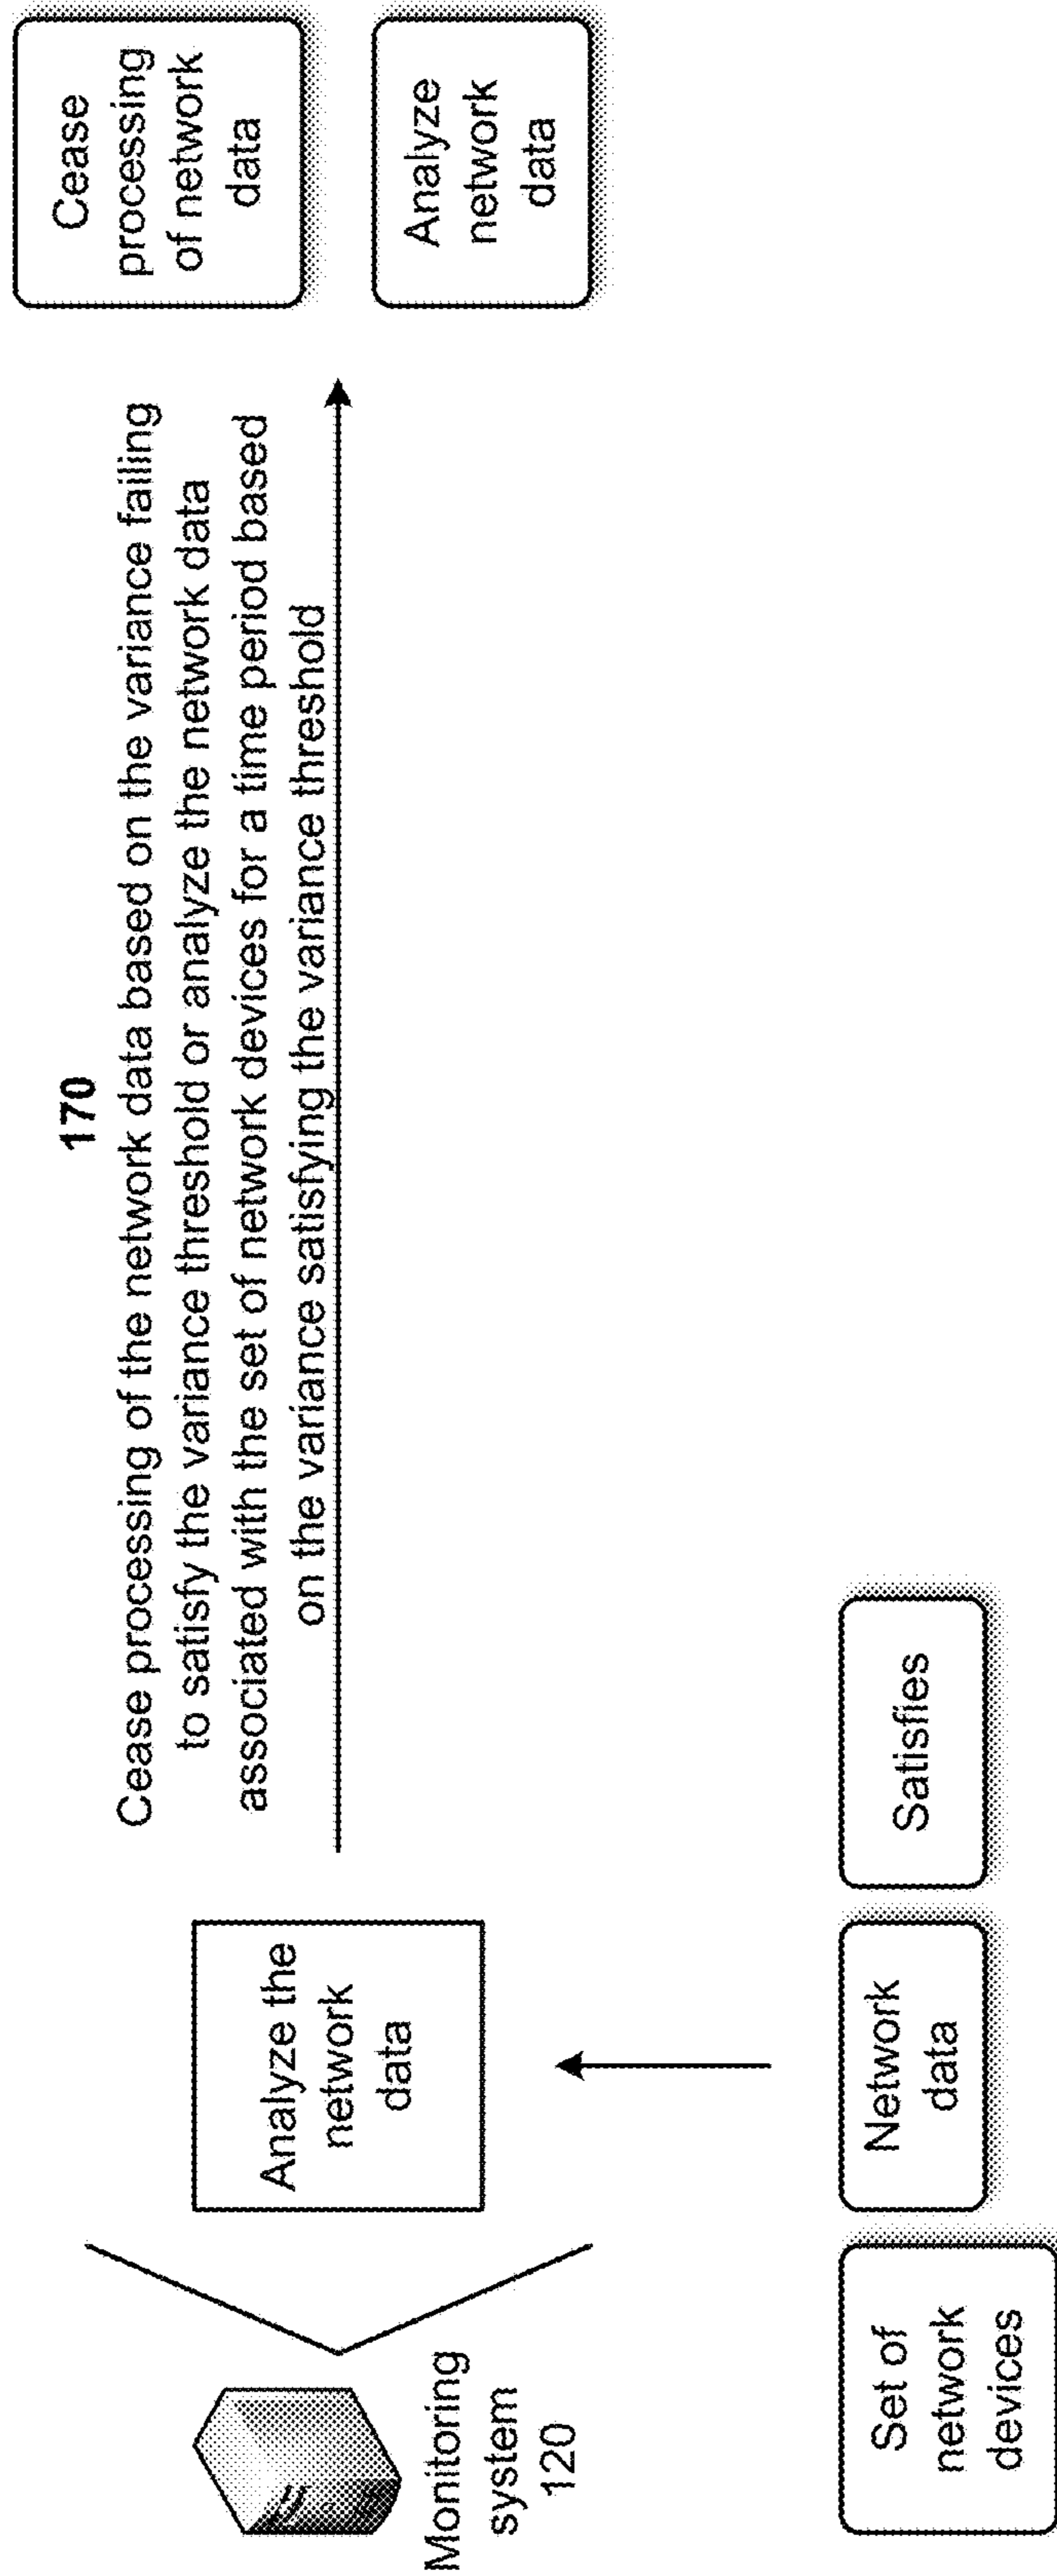 170
Cease processing of the network data based on the variance failing
to satisfy the variance threshold or analyze the network data
associated with the set of network devices for a time period based
on the variance satisfying the variance threshold
Cease
processing
of network
data
Analyze
network
data
Analyze the
network
data
Monitoring
system
120
Set of
network
devices
Network
data
Satisfies